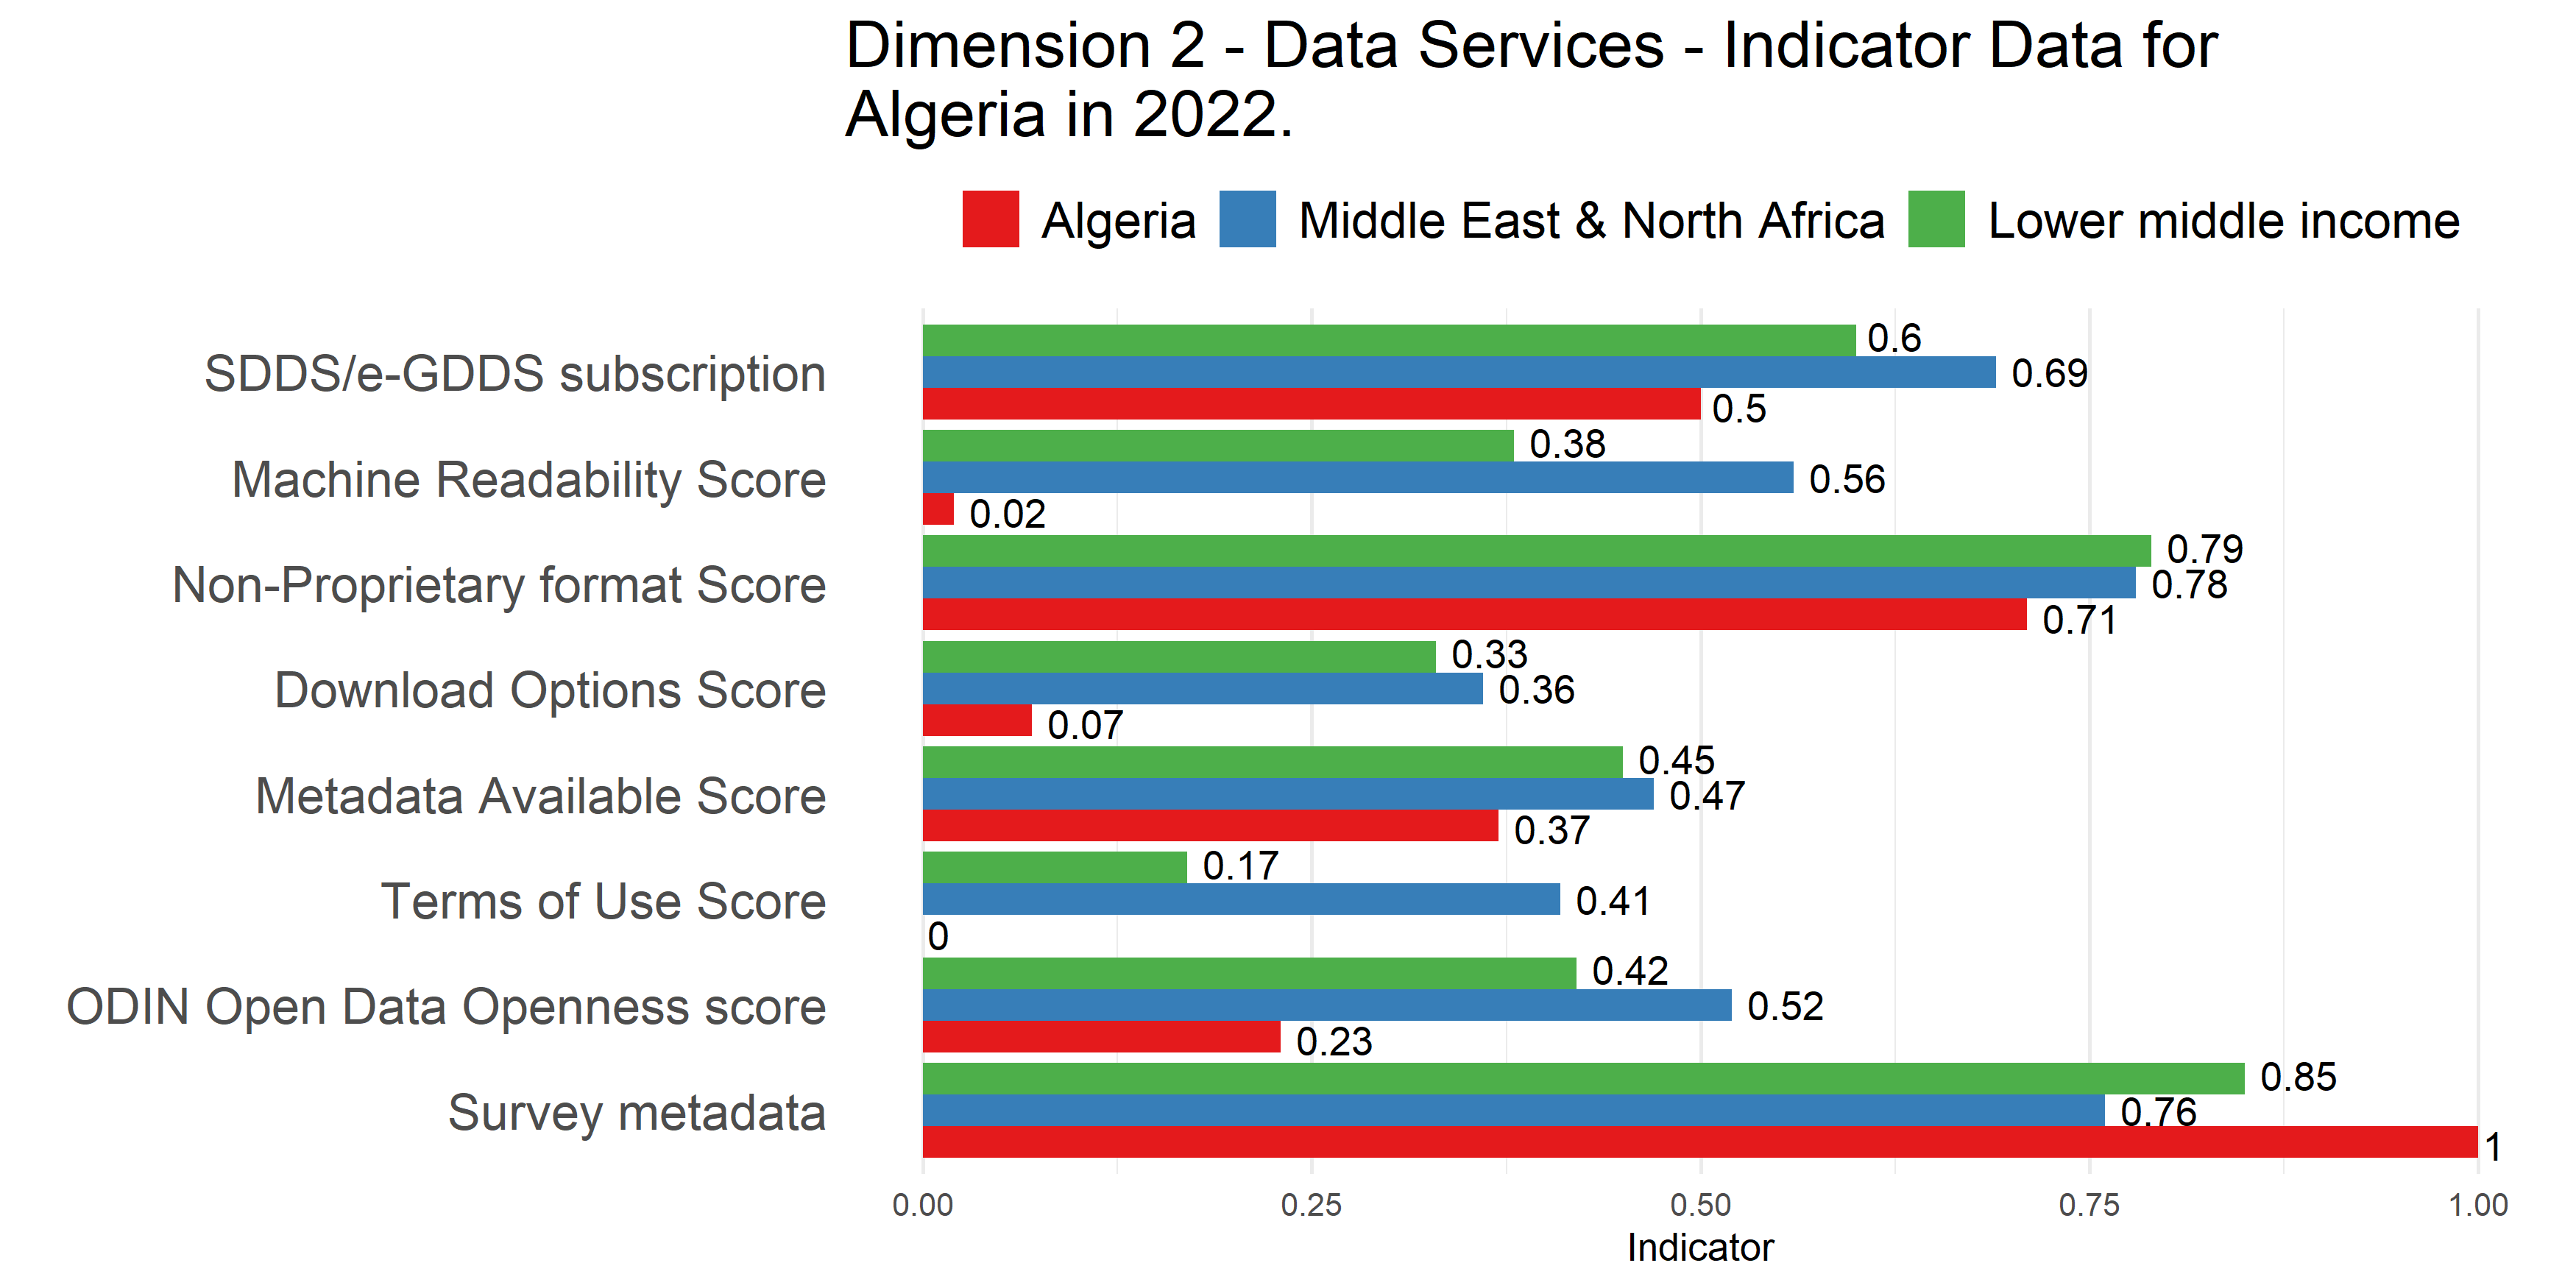 Dimension 2 - Data Services - Indicator Data for
Algeria in 2022.
Algeria
Middle East & North Africa
Lower middle income
SDDS/e-GDDS subscription
0.6
0.69
0.5
Machine Readability Score
0.38
0.56
0.02
Non-Proprietary format Score
0.79
0.78
0.71
Download Options Score
0.33
0.36
0.07
Metadata Available Score
0.45
0.47
0.37
Terms of Use Score
0.17
0.41
0
ODIN Open Data Openness score
0.42
0.52
0.23
Survey metadata
0.85
0.76
1
0.00 0.25 0.50 0.75 1.00
Indicator